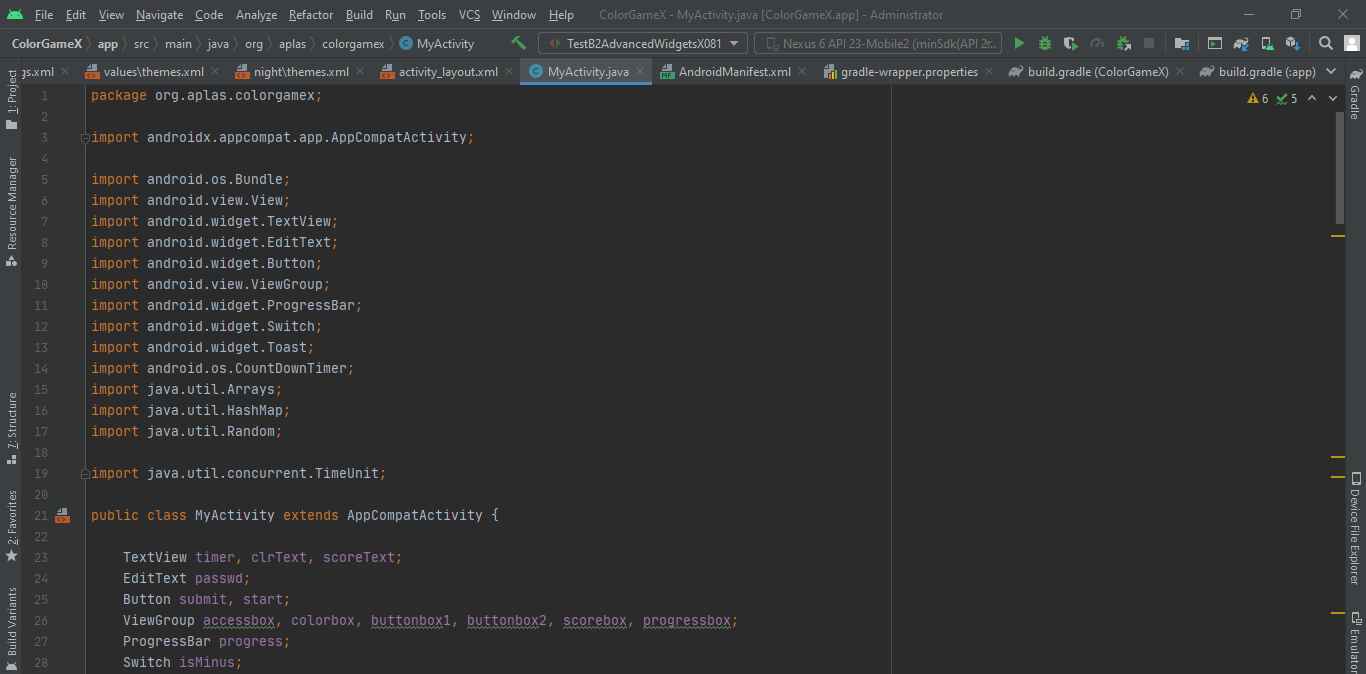 File Edit View Navigate Code Analyze Refactor Build Run Tools VCS Window Help ColorGameX - MyActivity.java [ColorGameX.app] - Administrator
ColorGameX app src main java org aplas colorgamex MyActivity TestB2AdvancedWidgetsX081 Nexus 6 API 23-Mobile2 (minSdk(API 2r..
gs.xml values\themes.xml night\themes.xml activity_layout.xml MyActivity.java AndroidManifest.xml gradle-wrapper.properties build.gradle (ColorGameX) build.gradle (:app)
6 5
1 package org.aplas.colorgamex;
2
3 import androidx.appcompat.app.AppCompatActivity;
4
5 import android.os.Bundle;
6 import android.view.View;
7 import android.widget.TextView;
8 import android.widget.EditText;
9 import android.widget.Button;
10 import android.view.ViewGroup;
11 import android.widget.ProgressBar;
12 import android.widget.Switch;
13 import android.widget.Toast;
14 import android.os.CountDownTimer;
15 import java.util.Arrays;
16 import java.util.HashMap;
17 import java.util.Random;
18
19 import java.util.concurrent.TimeUnit;
20
21 public class MyActivity extends AppCompatActivity {
22
23 TextView timer, clrText, scoreText;
24 EditText passwd;
25 Button submit, start;
26 ViewGroup accessbox, colorbox, buttonbox1, buttonbox2, scorebox, progressbox;
27 ProgressBar progress;
28 Switch isMinus;
1: Project
Resource Manager
7: Structure
2: Favorites
Build Variants
Gradle
Device File Explorer
Emulator